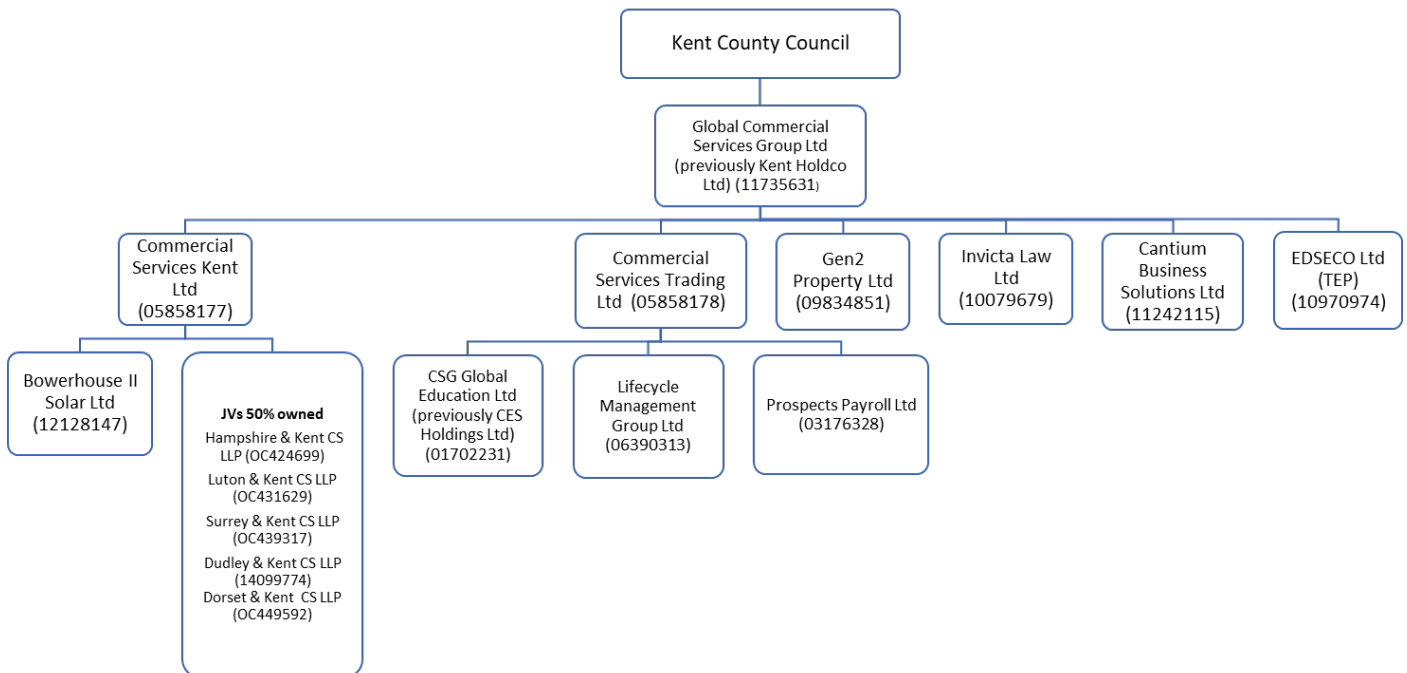 Kent County Council
Global Commercial
Services Group Ltd
(previously Kent Holdco
Ltd) (11735631)
Commercial
Services Kent
Ltd
(05858177)
Commercial
Services Trading
Ltd (05858178)
Gen2
Property Ltd
(09834851)
Invicta Law
Ltd
(10079679)
Cantium
Business
Solutions Ltd
(11242115)
EDSECO Ltd
(TEP)
(10970974)
Bowerhouse II
Solar Ltd
(12128147)
JVs 50% owned
Hampshire & Kent CS
LLP (OC424699)
Luton & Kent CS LLP
(OC431629)
Surrey & Kent CS LLP
(OC439317)
Dudley & Kent CS LLP
(14099774)
Dorset & Kent CS LLP
(OC449592)
CSG Global
Education Ltd
(previously CES
Holdings Ltd)
(01702231)
Lifecycle
Management
Group Ltd
(06390313)
Prospects Payroll Ltd
(03176328)